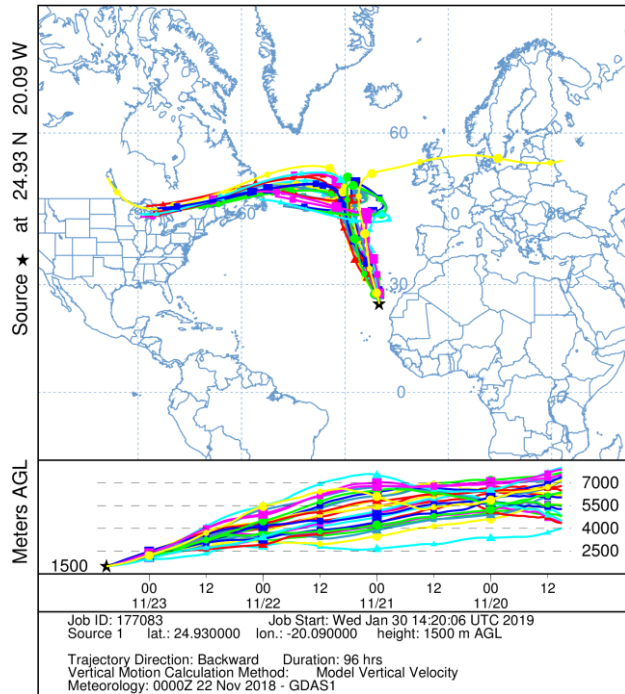 Source ★ at 24.93 N 20.09 W
60
60
0
30
30
0
0
Meters AGL
1500
7000
5500
4000
2500
00 12 00 12 00 12 00 12
11/23 11/22 11/21 11/20
Job ID: 177083 Job Start: Wed Jan 30 14:20:06 UTC 2019
Source 1 lat.: 24.930000 lon.: -20.090000 height: 1500 m AGL
Trajectory Direction: Backward Duration: 96 hrs
Vertical Motion Calculation Method: Model Vertical Velocity
Meteorology: 0000Z 22 Nov 2018 - GDAS1